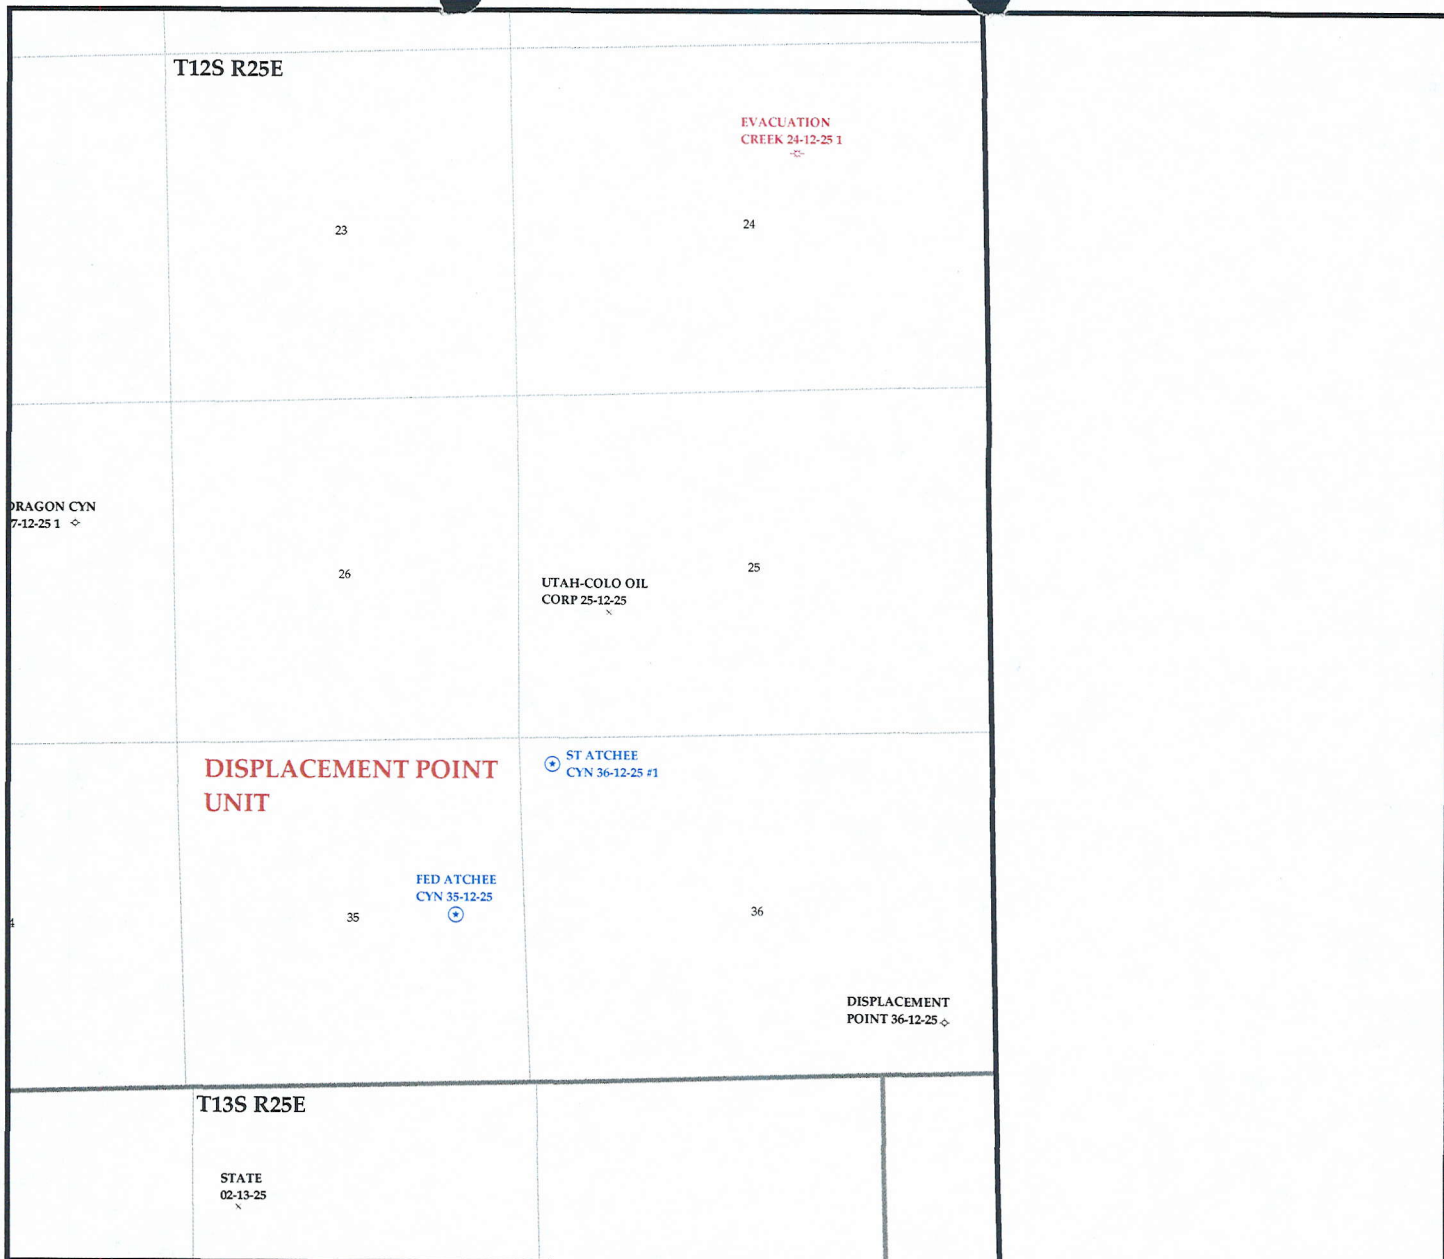 T12S R25E
EVACUATION
CREEK 24-12-25 1
23
24
DRAGON CYN
7-12-25 1
26
25
UTAH-COLO OIL
CORP 25-12-25
DISPLACEMENT POINT
UNIT
ST ATCHEE
CYN 36-12-25 #1
FED ATCHEE
CYN 35-12-25
4
35
36
DISPLACEMENT
POINT 36-12-25
T13S R25E
STATE
02-13-25